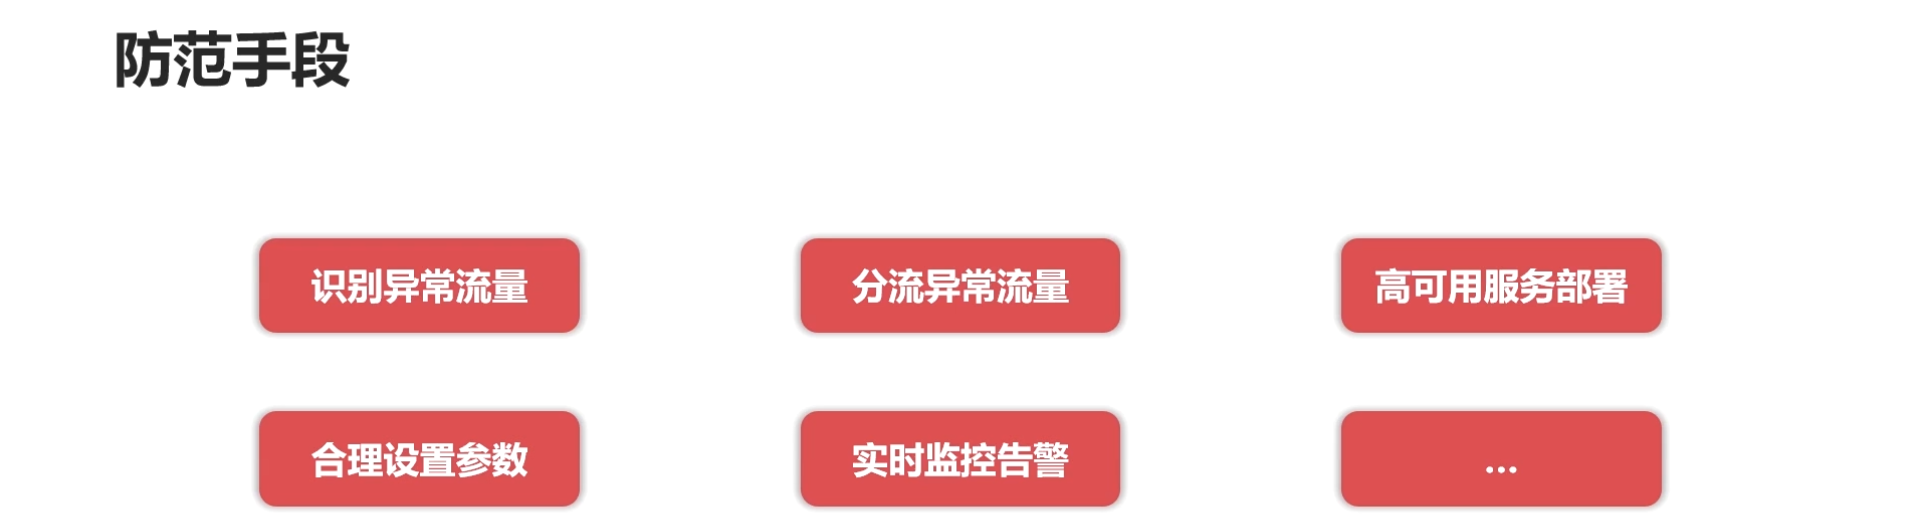 防范手段
识别异常流量
分流异常流量
高可用服务部署
合理设置参数
实时监控告警
...